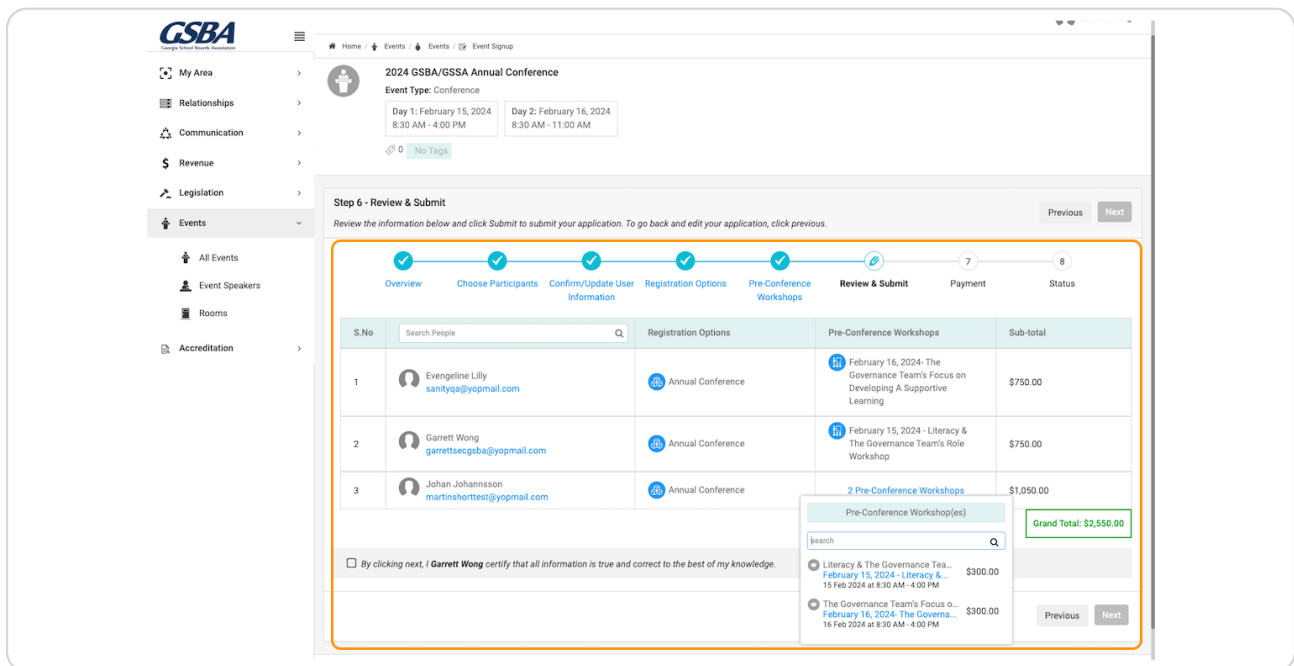 GSBA
Georgia School Boards Association
Home / Events / Events / Event Signup
My Area
Relationships
Communication
$ Revenue
Legislation
Events
All Events
Event Speakers
Rooms
Accreditation
2024 GSBA/GSSA Annual Conference
Event Type: Conference
Day 1: February 15, 2024
8:30 AM - 4:00 PM
Day 2: February 16, 2024
8:30 AM - 11:00 AM
0 No Tags
Step 6 - Review & Submit
Review the information below and click Submit to submit your application. To go back and edit your application, click previous.
Previous Next
Overview
Choose Participants
Confirm/Update User
Information
Registration Options
Pre-Conference
Workshops
Review & Submit
7
Payment
8
Status
S.No Search People Registration Options Pre-Conference Workshops Sub-total
1
Evengeline Lilly
sanityqa@yopmail.com
Annual Conference
February 16, 2024- The
Governance Team's Focus on
Developing A Supportive
Learning
$750.00
2
Garrett Wong
garrettsecgsba@yopmail.com
Annual Conference
February 15, 2024 - Literacy &
The Governance Team's Role
Workshop
$750.00
3
Johan Johannsson
martinshorttest@yopmail.com
Annual Conference
2 Pre-Conference Workshops
$1,050.00
Grand Total: $2,550.00
Pre-Conference Workshop(es)
search
Literacy & The Governance Tea...
February 15, 2024 - Literacy &...
15 Feb 2024 at 8:30 AM - 4:00 PM
$300.00
The Governance Team's Focus o...
February 16, 2024- The Governa...
16 Feb 2024 at 8:30 AM - 4:00 PM
$300.00
By clicking next, I Garrett Wong certify that all information is true and correct to the best of my knowledge.
Previous Next